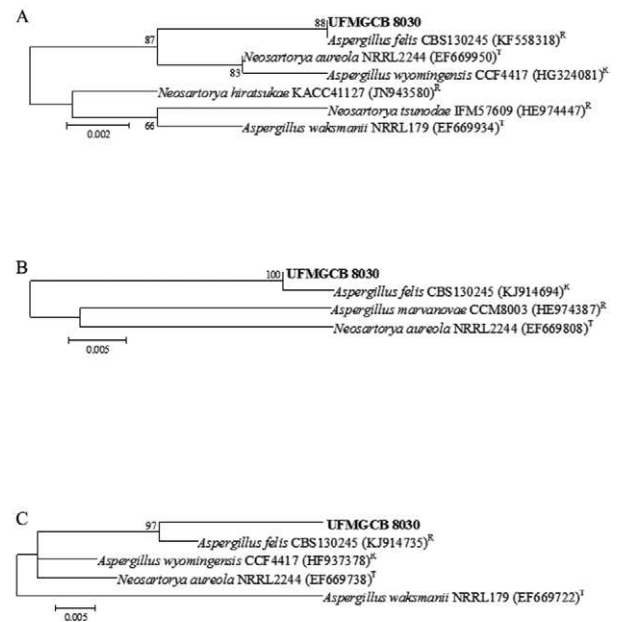 A
88 UFMGCB 8030
87
Aspergillus felis CBS130245 (KF558318)R
Neosartorya aureola NRRL2244 (EF669950)T
83
Aspergillus wyomingensis CCF4417 (HG324081)K
Neosartorya hiratsukae KACC41127 (JN943580)R
Neosartorya tsunodae IFM57609 (HE974447)R
66
Aspergillus waksmanii NRRL179 (EF669934)T
0.002
B
100 UFMGCB 8030
Aspergillus felis CBS130245 (KJ914694)K
Aspergillus marvanovae CCM8003 (HE974387)R
Neosartorya aureola NRRL2244 (EF669808)T
0.005
C
97 UFMGCB 8030
Aspergillus felis CBS130245 (KJ914735)R
Aspergillus wyomingensis CCF4417 (HF937378)K
Neosartorya aureola NRRL2244 (EF669738)T
Aspergillus waksmanii NRRL179 (EF669722)T
0.005